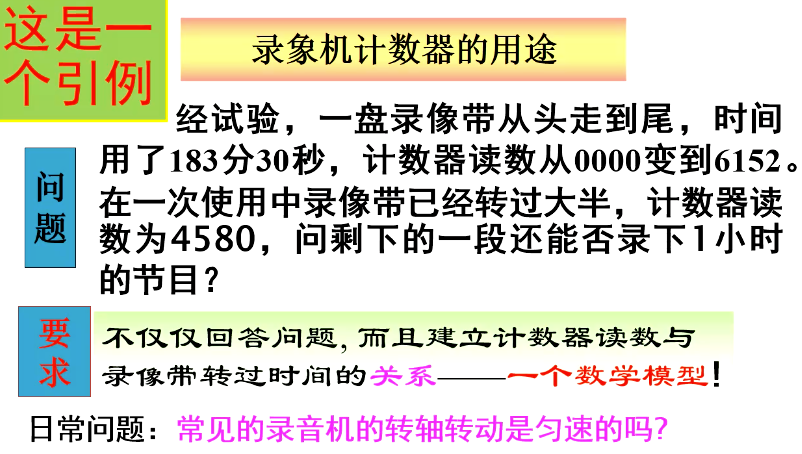 这是一
个引例
录象机计数器的用途
经试验，一盘录像带从头走到尾，时间
用了183分30秒，计数器读数从0000变到6152。
在一次使用中录像带已经转过大半，计数器读
数为4580，问剩下的一段还能否录下1小时
的节目？
问
题
要
求
不仅仅回答问题, 而且建立计数器读数与
录像带转过时间的关系——一个数学模型!
日常问题：常见的录音机的转轴转动是匀速的吗?